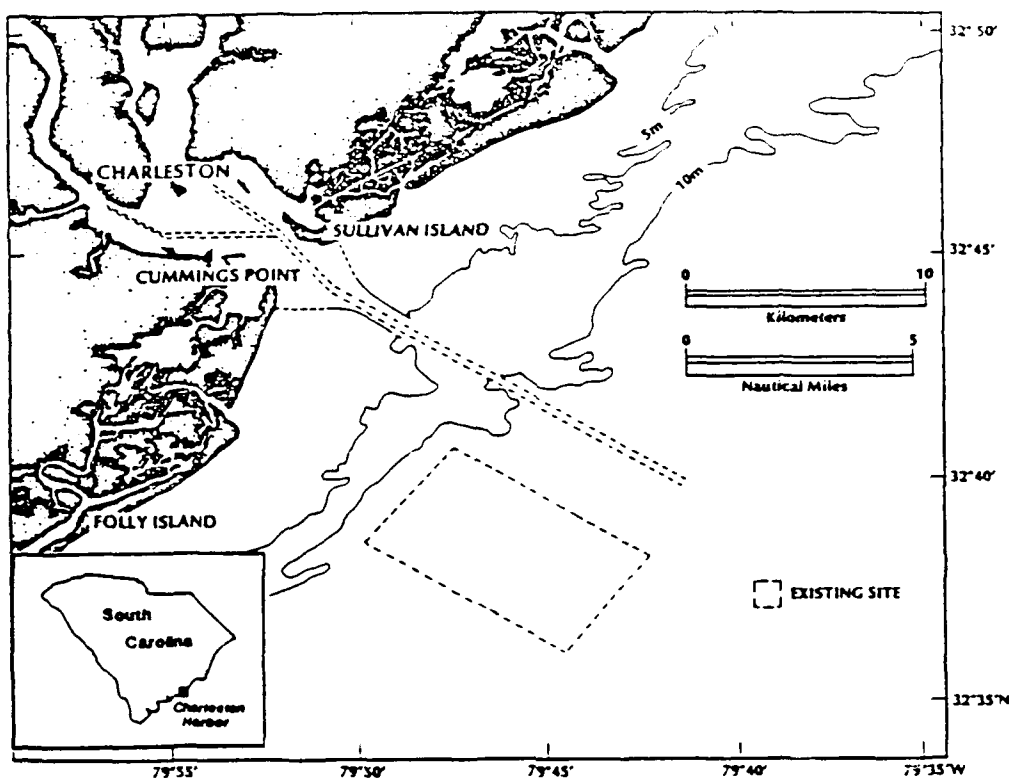 32° 50'
5m
10m
CHARLESTON
SULLIVAN ISLAND
32°45'
CUMMINGS POINT
0 10
Kilometers
0 5
Nautical Miles
32°40'
FOLLY ISLAND
EXISTING SITE
South
Carolina
Charleston
Harbor
32°35'N
79°55' 79°50' 79°45' 79°40' 79°35'W